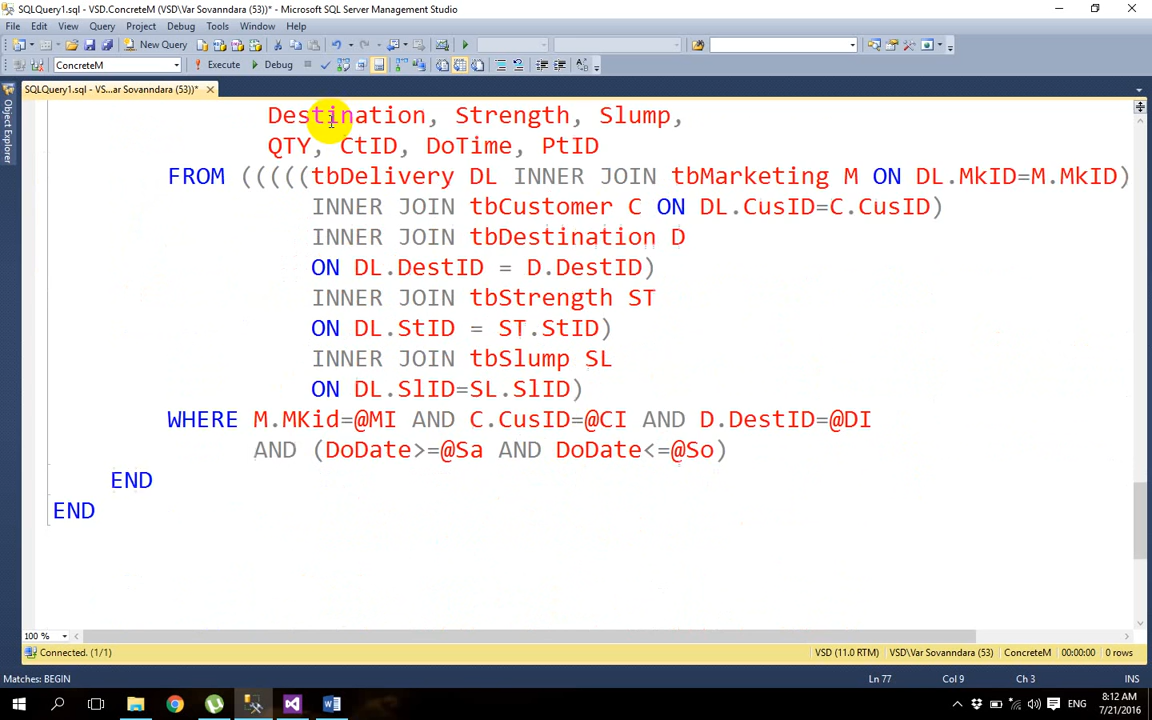 SQLQuery1.sql - VSD.ConcreteM (VSD\Var Sovanndara (53))* - Microsoft SQL Server Management Studio
File Edit View Query Project Debug Tools Window Help
New Query
ConcreteM Execute Debug
SQLQuery1.sql - VS...ar Sovanndara (53))*
Object Explorer
Destination, Strength, Slump,
QTY, CtID, DoTime, PtID
FROM (((((tbDelivery DL INNER JOIN tbMarketing M ON DL.MkID=M.MkID)
INNER JOIN tbCustomer C ON DL.CusID=C.CusID)
INNER JOIN tbDestination D
ON DL.DestID = D.DestID)
INNER JOIN tbStrength ST
ON DL.StID = ST.StID)
INNER JOIN tbSlump SL
ON DL.SlID=SL.SlID)
WHERE M.MKid=@MI AND C.CusID=@CI AND D.DestID=@DI
AND (DoDate>=@Sa AND DoDate<=@So)
END
END
100 %
Connected. (1/1) VSD (11.0 RTM) VSD\Var Sovanndara (53) ConcreteM 00:00:00 0 rows
Matches: BEGIN Ln 77 Col 9 Ch 3 INS
ENG 8:12 AM
7/21/2016